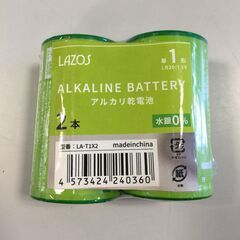 LAZOS
単1形
LR20/1.5V
ALKALINE BATTERY
アルカリ乾電池
2本
水銀0%
型番：LA-T1X2
madeinchina
4 573424 240360
紙